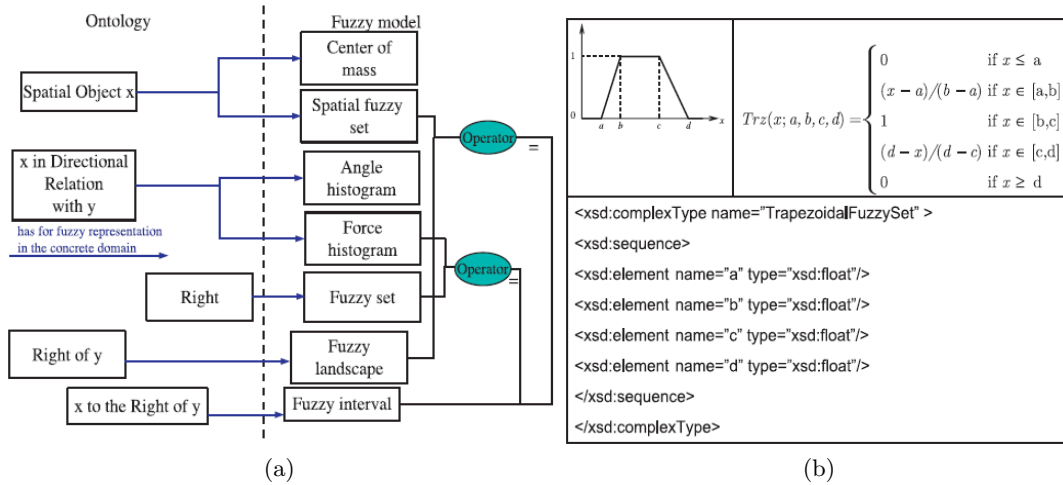 Ontology
Fuzzy model
Spatial Object x
Center of
mass
Spatial fuzzy
set
x in Directional
Relation
with y
Angle
histogram
Force
histogram
has for fuzzy representation
in the concrete domain
Right
Fuzzy set
Right of y
Fuzzy
landscape
x to the Right of y
Fuzzy interval
Operator
=
Operator
=
(a)
1
0
a b c d x
Trz(x; a, b, c, d) =
0 if x ≤ a
(x − a)/(b − a) if x ∈ [a,b]
1 if x ∈ [b,c]
(d − x)/(d − c) if x ∈ [c,d]
0 if x ≥ d
<xsd:complexType name=”TrapezoidalFuzzySet” >
<xsd:sequence>
<xsd:element name=”a” type=”xsd:float”/>
<xsd:element name=”b” type=”xsd:float”/>
<xsd:element name=”c” type=”xsd:float”/>
<xsd:element name=”d” type=”xsd:float”/>
</xsd:sequence>
</xsd:complexType>
(b)